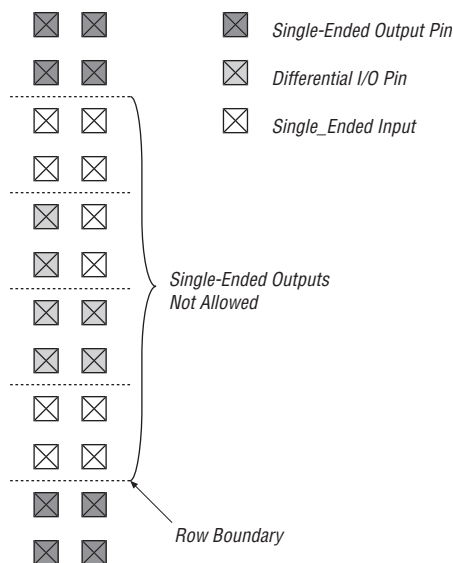 Single-Ended Output Pin
Differential I/O Pin
Single_Ended Input
Single-Ended Outputs
Not Allowed
Row Boundary